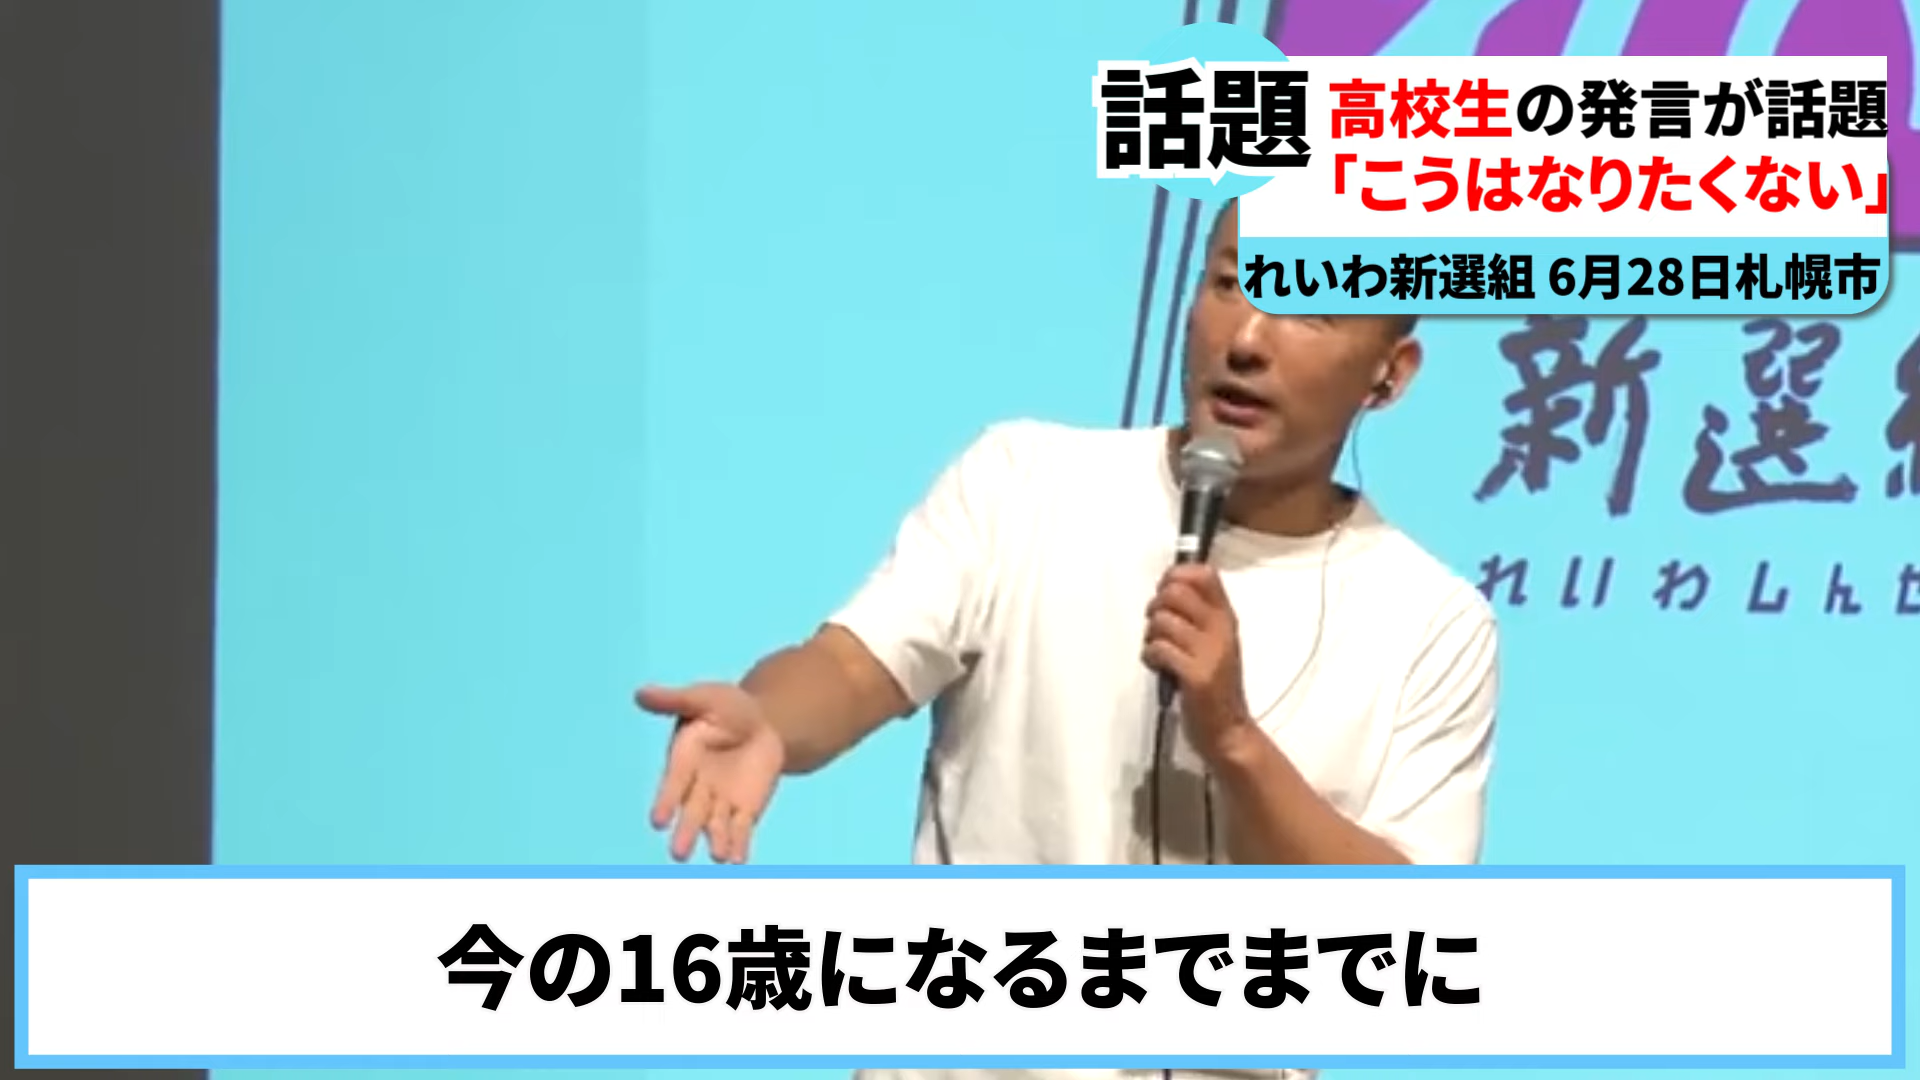 話題
高校生の発言が話題
「こうはなりたくない」
れいわ新選組 6月28日札幌市
新選
れいわしんせ
今の16歳になるまでまでに